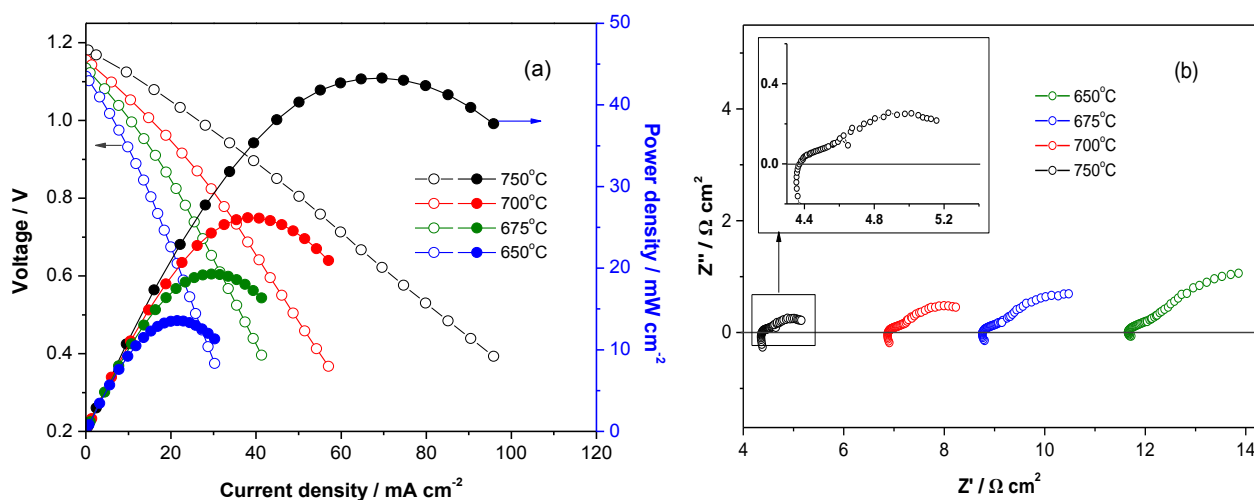 (a)
1.2
1.0
0.8
0.6
0.4
0.2
Voltage / V
0
20
40
60
80
100
120
Current density / mA cm⁻²
50
40
30
20
10
0
Power density / mW cm⁻²
750°C
700°C
675°C
650°C
(b)
4
2
0
Z'' / Ω cm²
4
6
8
10
12
14
Z' / Ω cm²
0.4
0.0
4.4
4.8
5.2
650°C
675°C
700°C
750°C